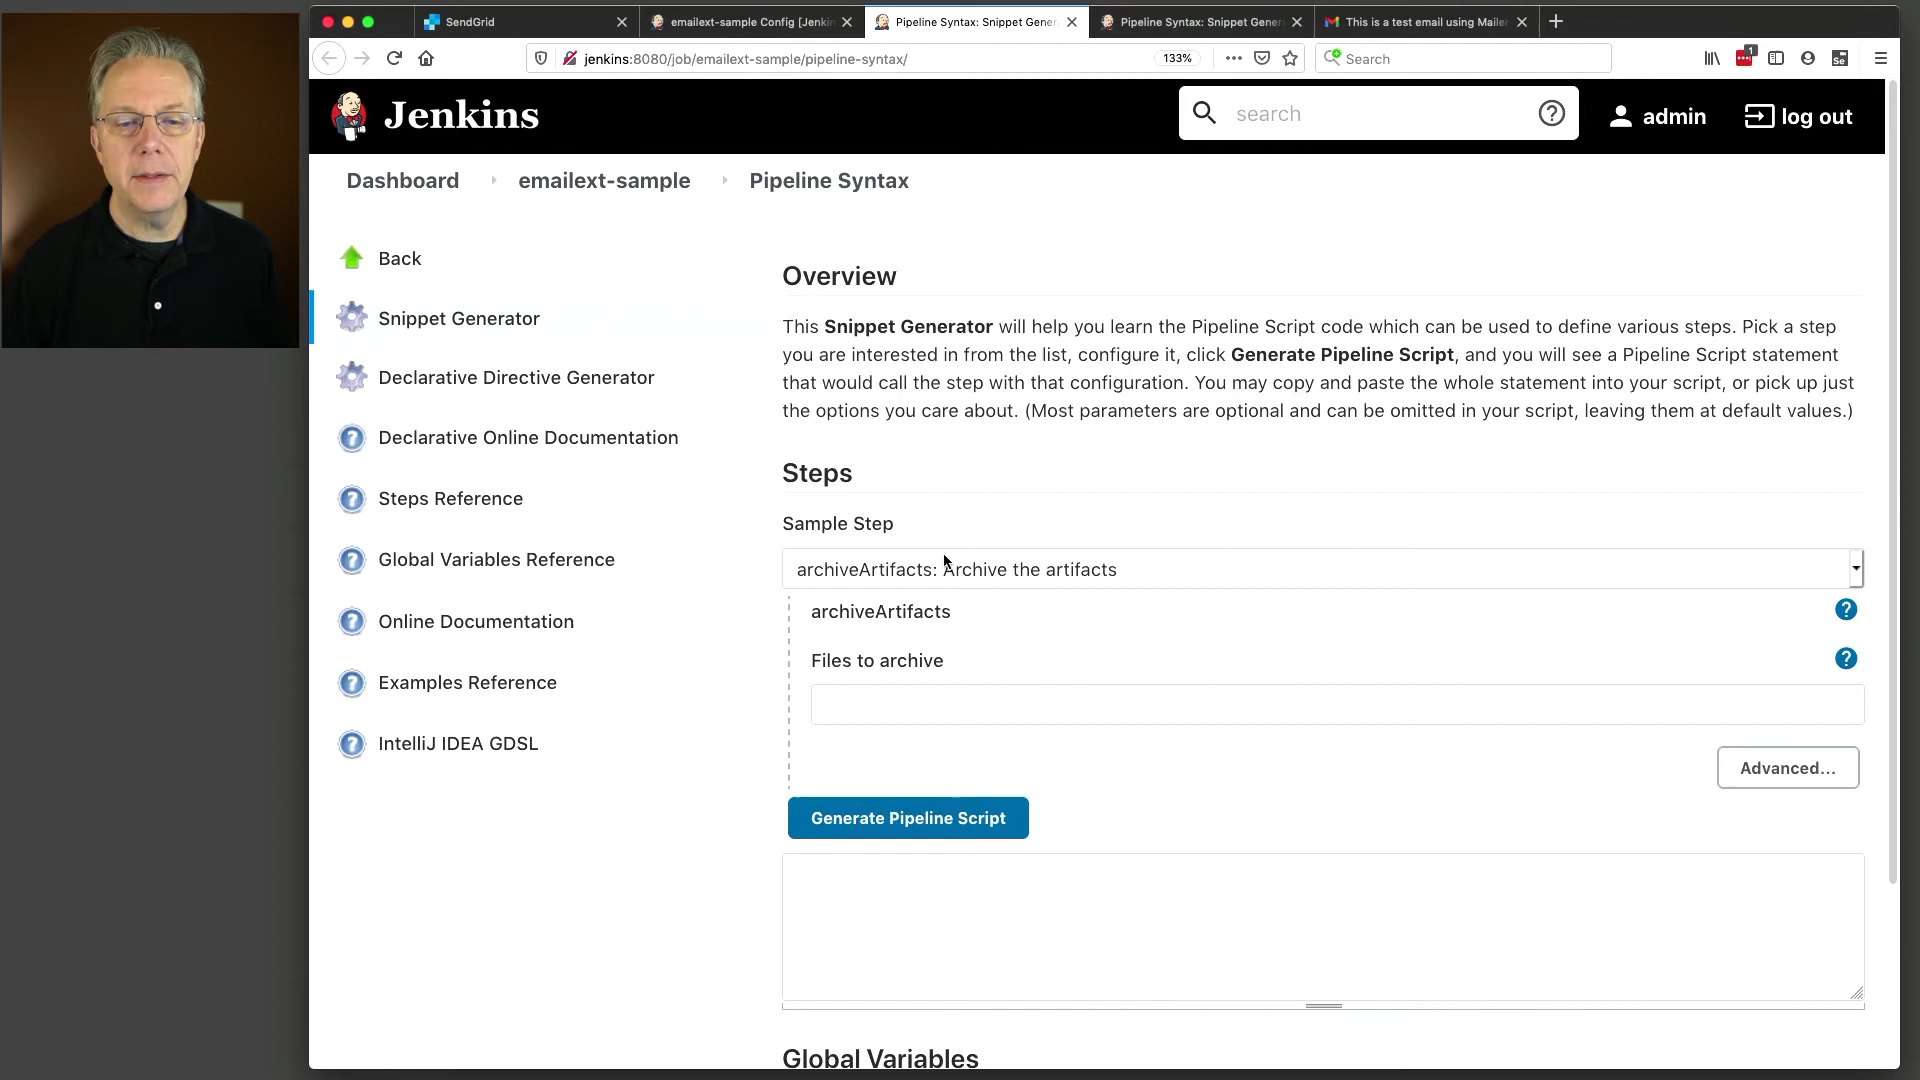 SendGrid
emailext-sample Config [Jenki
Pipeline Syntax: Snippet Gener
Pipeline Syntax: Snippet Gener
This is a test email using Maile
jenkins:8080/job/emailext-sample/pipeline-syntax/
133%
Search
1
Se
Jenkins
search
admin
log out
Dashboard
emailext-sample
Pipeline Syntax
Back
Snippet Generator
Declarative Directive Generator
Declarative Online Documentation
Steps Reference
Global Variables Reference
Online Documentation
Examples Reference
IntelliJ IDEA GDSL
Overview
This Snippet Generator will help you learn the Pipeline Script code which can be used to define various steps. Pick a step
you are interested in from the list, configure it, click Generate Pipeline Script, and you will see a Pipeline Script statement
that would call the step with that configuration. You may copy and paste the whole statement into your script, or pick up just
the options you care about. (Most parameters are optional and can be omitted in your script, leaving them at default values.)
Steps
Sample Step
archiveArtifacts: Archive the artifacts
archiveArtifacts
Files to archive
Advanced...
Generate Pipeline Script
Global Variables